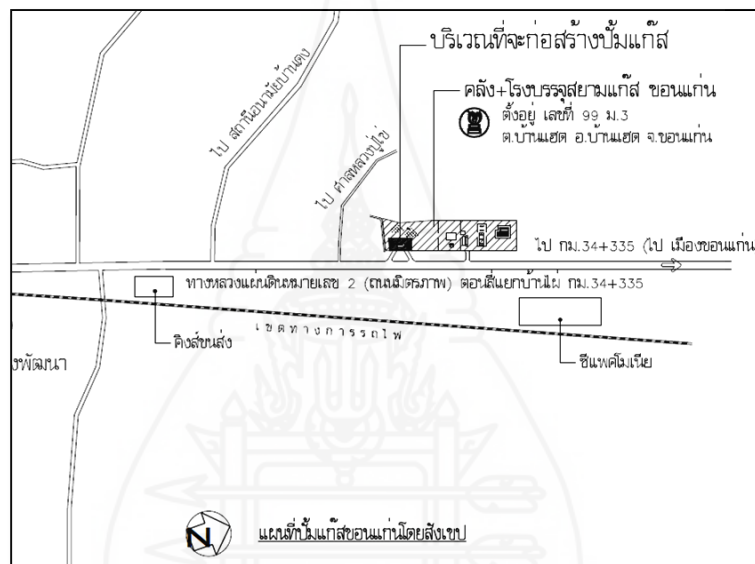 บริเวณที่จะก่อสร้างปั้มแก๊ส
คลัง+โรงบรรจุสยามแก๊ส ขอนแก่น
ตั้งอยู่ เลขที่ 99 ม.3
ต.บ้านแฮด อ.บ้านแฮด จ.ขอนแก่น
ไป สถานีอนามัยบ้านดง
ไป ศาลหลวงปู่ไข่
ไป กม.34+335 (ไป เมืองขอนแก่น
ทางหลวงแผ่นดินหมายเลข 2 (ถนนมิตรภาพ) ตอนสี่แยกบ้านไผ่ กม.34+335
เขตทางการรถไฟ
คิงส์ขนส่ง
งพัฒนา
ซีแพคโมเนีย
N
แผนที่ปั้มแก๊สขอนแก่นโดยสังเขป